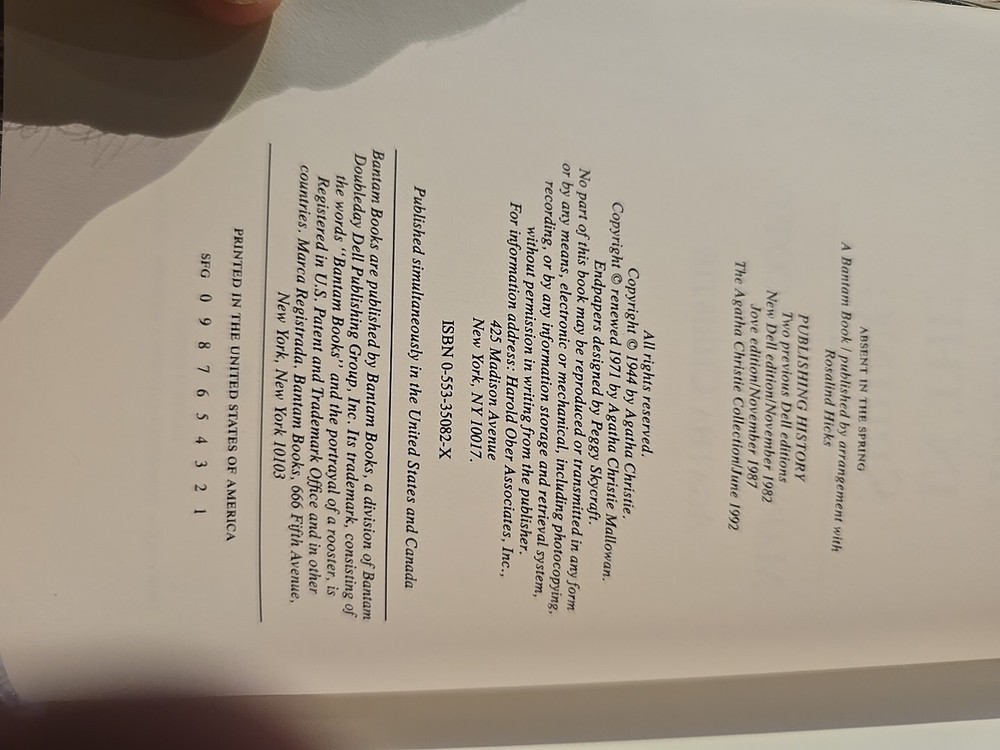 ABSENT IN THE SPRING
A Bantam Book / published by arrangement with
Rosalind Hicks
PUBLISHING HISTORY
Two previous Dell editions
New Dell edition/November 1982
Jove edition/November 1987
The Agatha Christie Collection/June 1992
All rights reserved.
Copyright © 1944 by Agatha Christie.
Copyright © renewed 1971 by Agatha Christie Mallowan.
Endpapers designed by Peggy Skycraft.
No part of this book may be reproduced or transmitted in any form
or by any means, electronic or mechanical, including photocopying,
recording, or by any information storage and retrieval system,
without permission in writing from the publisher.
For information address: Harold Ober Associates, Inc.,
425 Madison Avenue
New York, NY 10017.
ISBN 0-553-35082-X
Published simultaneously in the United States and Canada
Bantam Books are published by Bantam Books, a division of Bantam
Doubleday Dell Publishing Group, Inc. Its trademark, consisting of
the words "Bantam Books" and the portrayal of a rooster, is
Registered in U.S. Patent and Trademark Office and in other
countries. Marca Registrada. Bantam Books, 666 Fifth Avenue,
New York, New York 10103
PRINTED IN THE UNITED STATES OF AMERICA
SFG 0 9 8 7 6 5 4 3 2 1